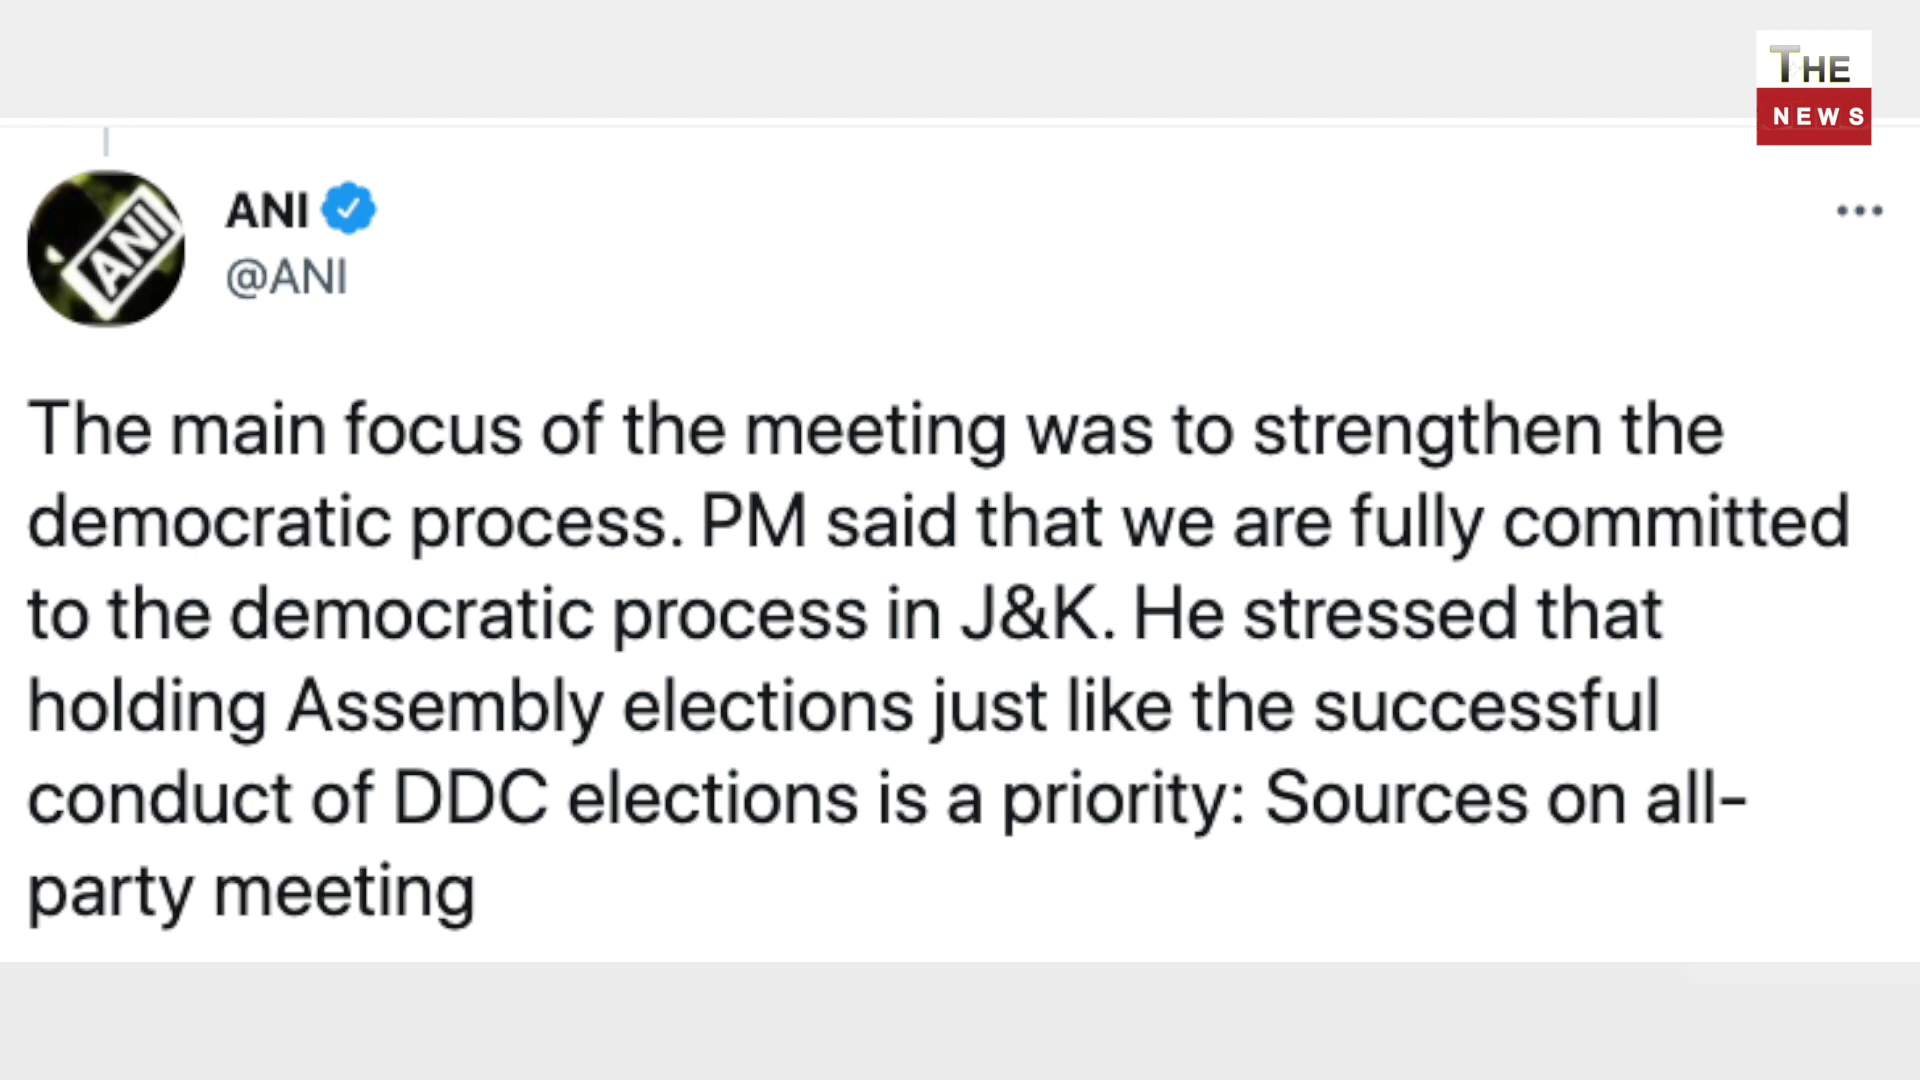 THE
NEWS
ANI
ANI
@ANI
The main focus of the meeting was to strengthen the
democratic process. PM said that we are fully committed
to the democratic process in J&K. He stressed that
holding Assembly elections just like the successful
conduct of DDC elections is a priority: Sources on all-
party meeting